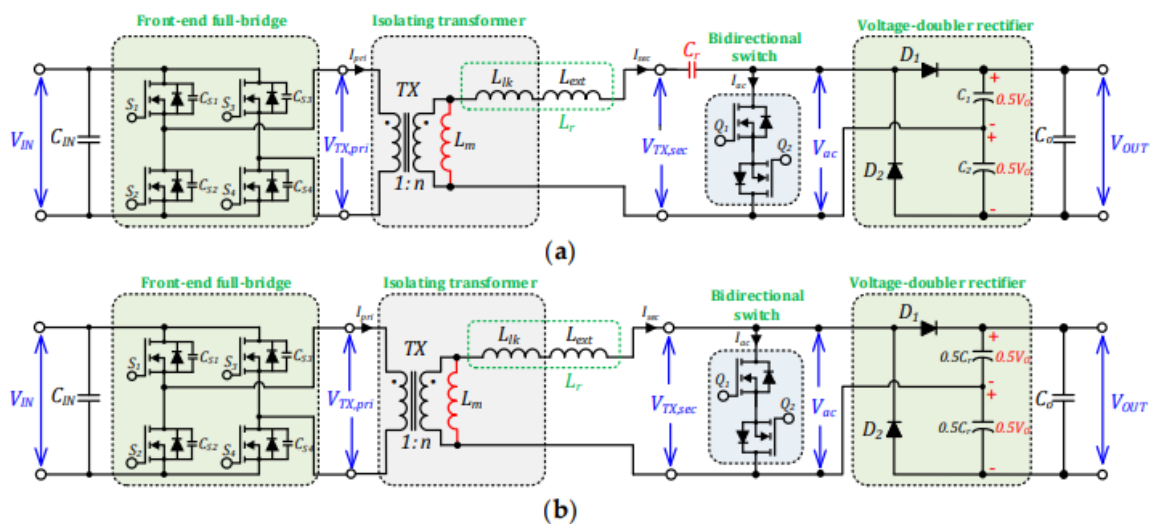 Front-end full-bridge
Isolating transformer
Bidirectional
switch
Voltage-doubler rectifier
V_IN
C_IN
S_1
C_S1
S_3
C_S3
S_2
C_S2
S_4
C_S4
I_pri
V_TX,pri
TX
1:n
L_m
L_lk
L_ext
L_r
I_sec
C_r
V_TX,sec
I_ac
Q_1
Q_2
V_ac
D_1
D_2
+
C_1
0.5V_o
-
+
C_2
0.5V_o
-
C_o
V_OUT
(a)
Front-end full-bridge
Isolating transformer
Bidirectional
switch
Voltage-doubler rectifier
V_IN
C_IN
S_1
C_S1
S_3
C_S3
S_2
C_S2
S_4
C_S4
I_pri
V_TX,pri
TX
1:n
L_m
L_lk
L_ext
L_r
I_sec
V_TX,sec
I_ac
Q_1
Q_2
V_ac
D_1
D_2
+
0.5C_r
0.5V_o
-
+
0.5C_r
0.5V_o
-
C_o
V_OUT
(b)